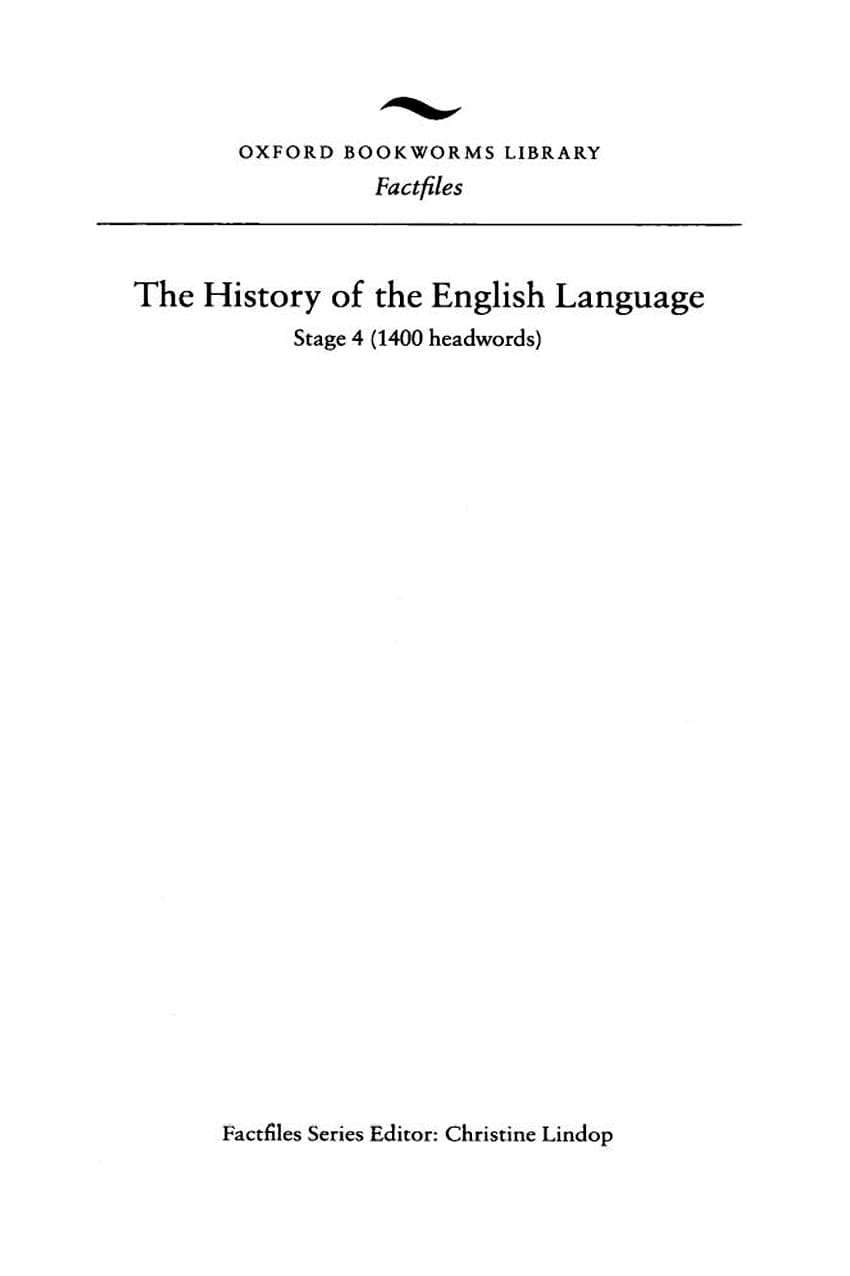 OXFORD BOOKWORMS LIBRARY
Factfiles
The History of the English Language
Stage 4 (1400 headwords)
Factfiles Series Editor: Christine Lindop